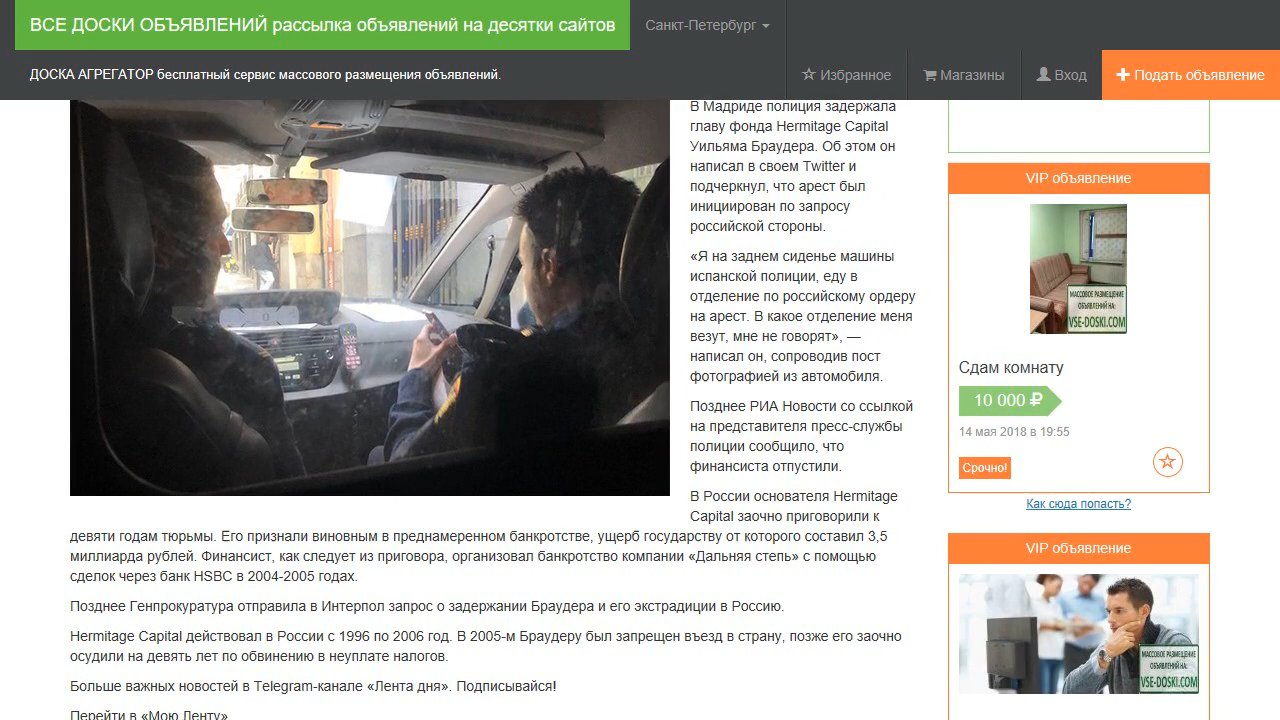 ВСЕ ДОСКИ ОБЪЯВЛЕНИЙ рассылка объявлений на десятки сайтов
Санкт-Петербург
ДОСКА АГРЕГАТОР бесплатный сервис массового размещения объявлений.
Избранное
Магазины
Вход
Подать объявление
В Мадриде полиция задержала
главу фонда Hermitage Capital
Уильяма Браудера. Об этом он
написал в своем Twitter и
подчеркнул, что арест был
инициирован по запросу
российской стороны.
«Я на заднем сиденье машины
испанской полиции, еду в
отделение по российскому ордеру
на арест. В какое отделение меня
везут, мне не говорят», —
написал он, сопроводив пост
фотографией из автомобиля.
Позднее РИА Новости со ссылкой
на представителя пресс-службы
полиции сообщило, что
финансиста отпустили.
В России основателя Hermitage
Capital заочно приговорили к
девяти годам тюрьмы. Его признали виновным в преднамеренном банкротстве, ущерб государству от которого составил 3,5
миллиарда рублей. Финансист, как следует из приговора, организовал банкротство компании «Дальняя степь» с помощью
сделок через банк HSBC в 2004-2005 годах.
Позднее Генпрокуратура отправила в Интерпол запрос о задержании Браудера и его экстрадиции в Россию.
Hermitage Capital действовал в России с 1996 по 2006 год. В 2005-м Браудеру был запрещен въезд в страну, позже его заочно
осудили на девять лет по обвинению в неуплате налогов.
Больше важных новостей в Telegram-канале «Лента дня». Подписывайся!
Перейти в «Мою Ленту»
VIP объявление
МАССОВОЕ РАЗМЕЩЕНИЕ
ОБЪЯВЛЕНИЙ НА:
VSE-DOSKI.COM
Сдам комнату
10 000 ₽
14 мая 2018 в 19:55
Срочно!
Как сюда попасть?
VIP объявление
МАССОВОЕ РАЗМЕЩЕНИЕ
ОБЪЯВЛЕНИЙ НА:
VSE-DOSKI.COM